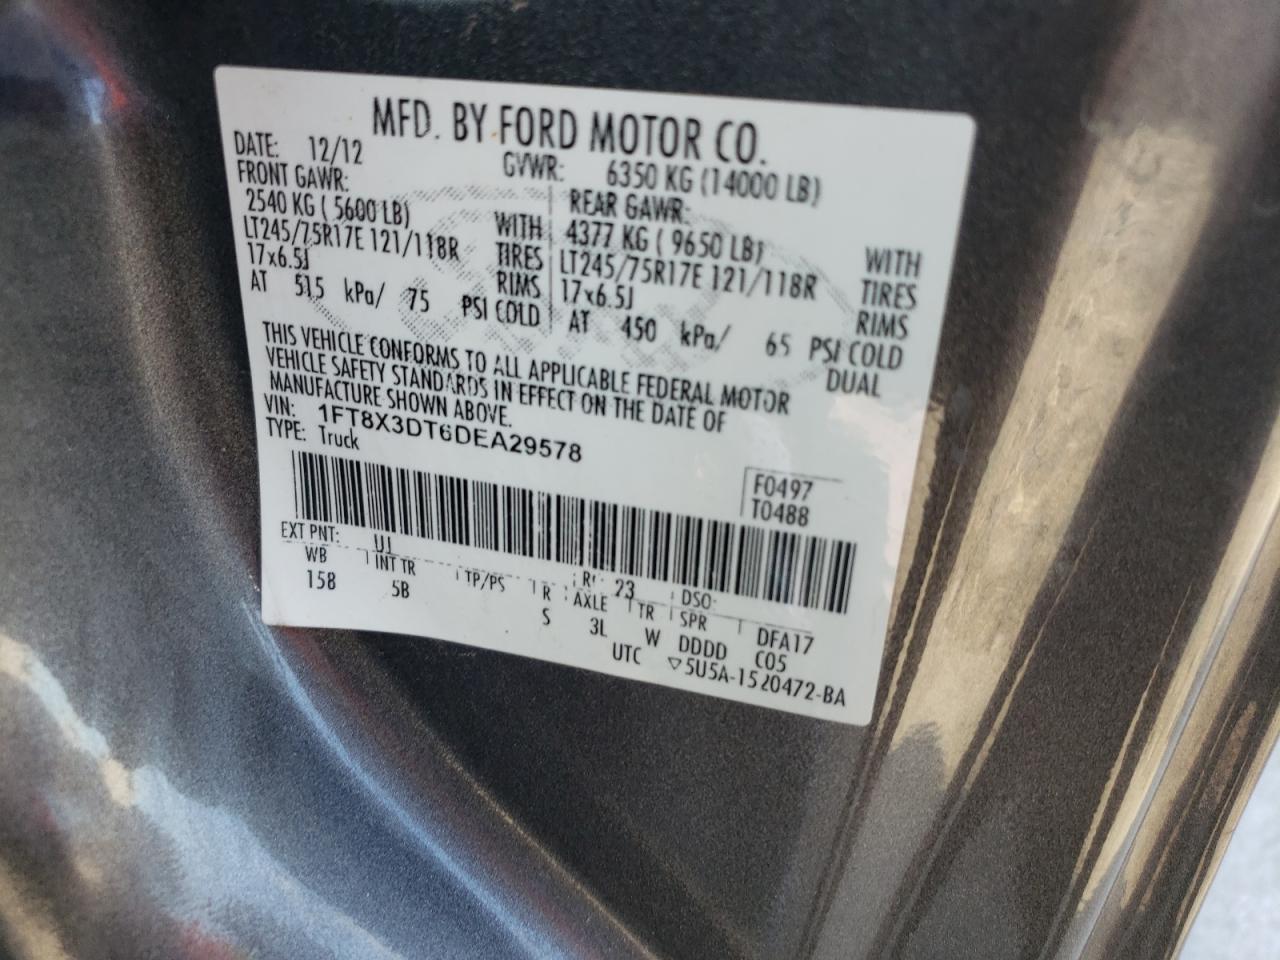 MFD. BY FORD MOTOR CO.
DATE: 12/12 GVWR: 6350 KG (14000 LB)
FRONT GAWR: REAR GAWR:
2540 KG ( 5600 LB) WITH 4377 KG ( 9650 LB) WITH
LT245/75R17E 121/118R TIRES LT245/75R17E 121/118R TIRES
17x6.5J RIMS 17x6.5J RIMS
AT 515 kPa/ 75 PSI COLD AT 450 kPa/ 65 PSI COLD
DUAL
THIS VEHICLE CONFORMS TO ALL APPLICABLE FEDERAL MOTOR
VEHICLE SAFETY STANDARDS IN EFFECT ON THE DATE OF
MANUFACTURE SHOWN ABOVE.
VIN: 1FT8X3DT6DEA29578
TYPE: Truck
F0497
T0488
EXT PNT: UJ RC: 23 DSO:
WB INT TR TP/PS R AXLE TR SPR DFA17
158 5B S 3L W DDDD C05
UTC ▽5U5A-1520472-BA